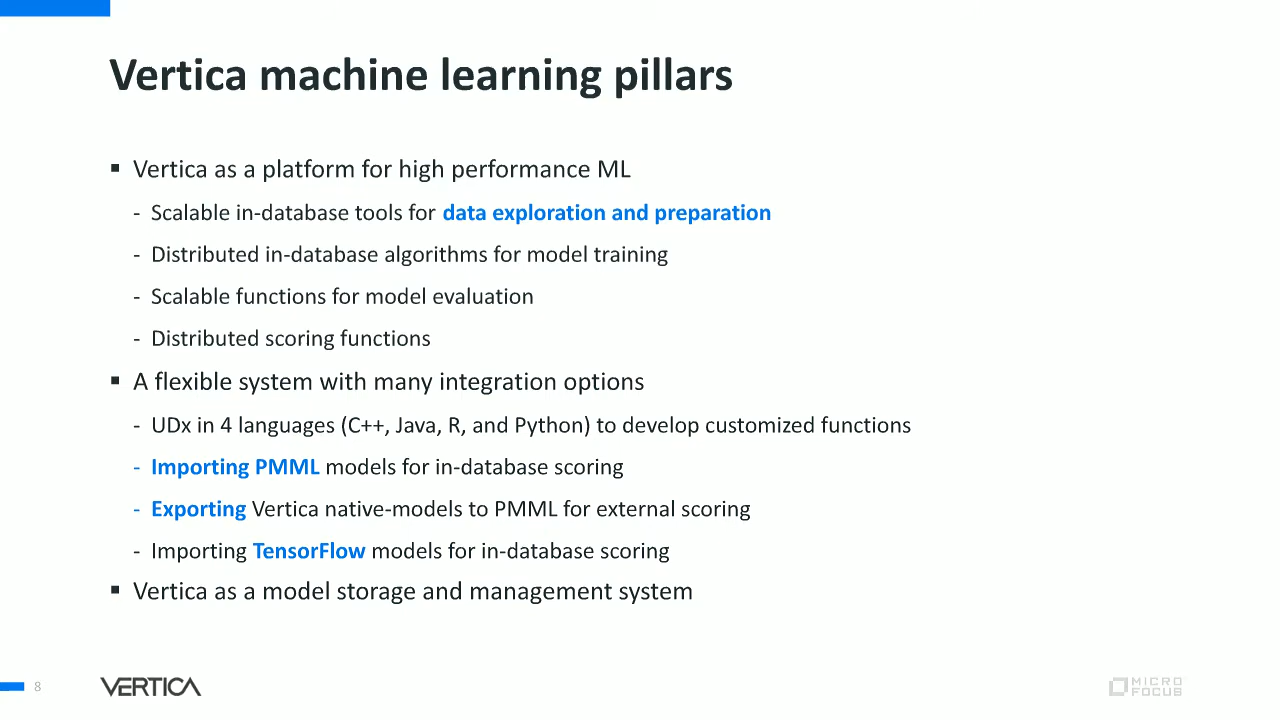 Vertica machine learning pillars
▪ Vertica as a platform for high performance ML
- Scalable in-database tools for data exploration and preparation
- Distributed in-database algorithms for model training
- Scalable functions for model evaluation
- Distributed scoring functions
▪ A flexible system with many integration options
- UDx in 4 languages (C++, Java, R, and Python) to develop customized functions
- Importing PMML models for in-database scoring
- Exporting Vertica native-models to PMML for external scoring
- Importing TensorFlow models for in-database scoring
▪ Vertica as a model storage and management system
8
VERTICA
MICRO
FOCUS